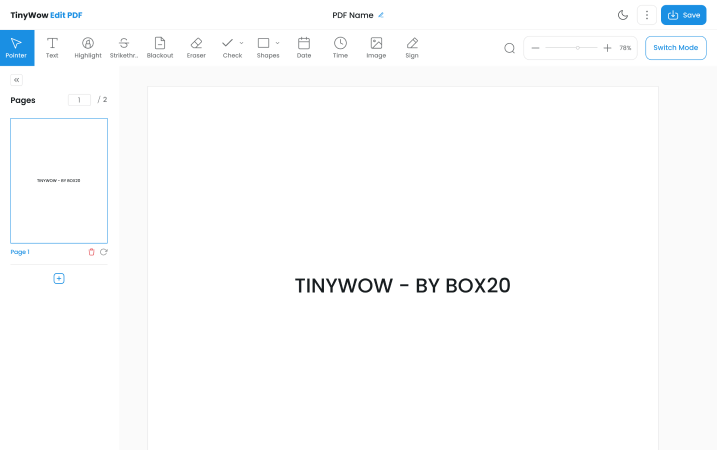 TinyWow Edit PDF
PDF Name
Save
Pointer
Text
Highlight
Strikethr...
Blackout
Eraser
Check
Shapes
Date
Time
Image
Sign
78%
Switch Mode
Pages
1 / 2
TINYWOW - BY BOX20
Page 1
TINYWOW - BY BOX20